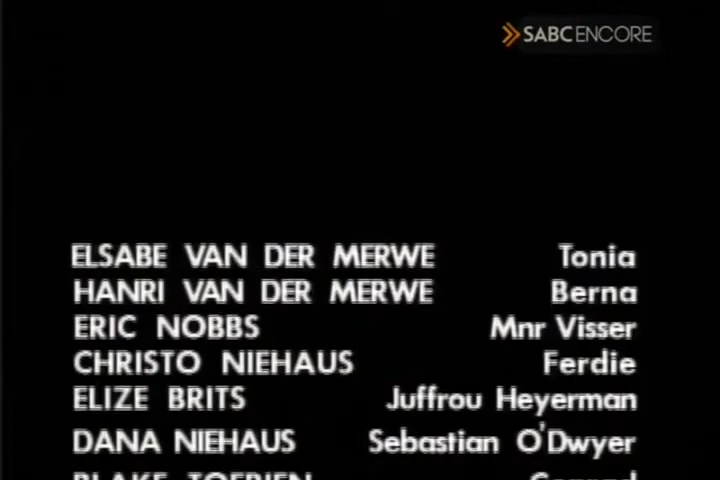 SABC ENCORE
ELSABE VAN DER MERWE Tonia
HANRI VAN DER MERWE Berna
ERIC NOBBS Mnr Visser
CHRISTO NIEHAUS Ferdie
ELIZE BRITS Juffrou Heyerman
DANA NIEHAUS Sebastian O'Dwyer